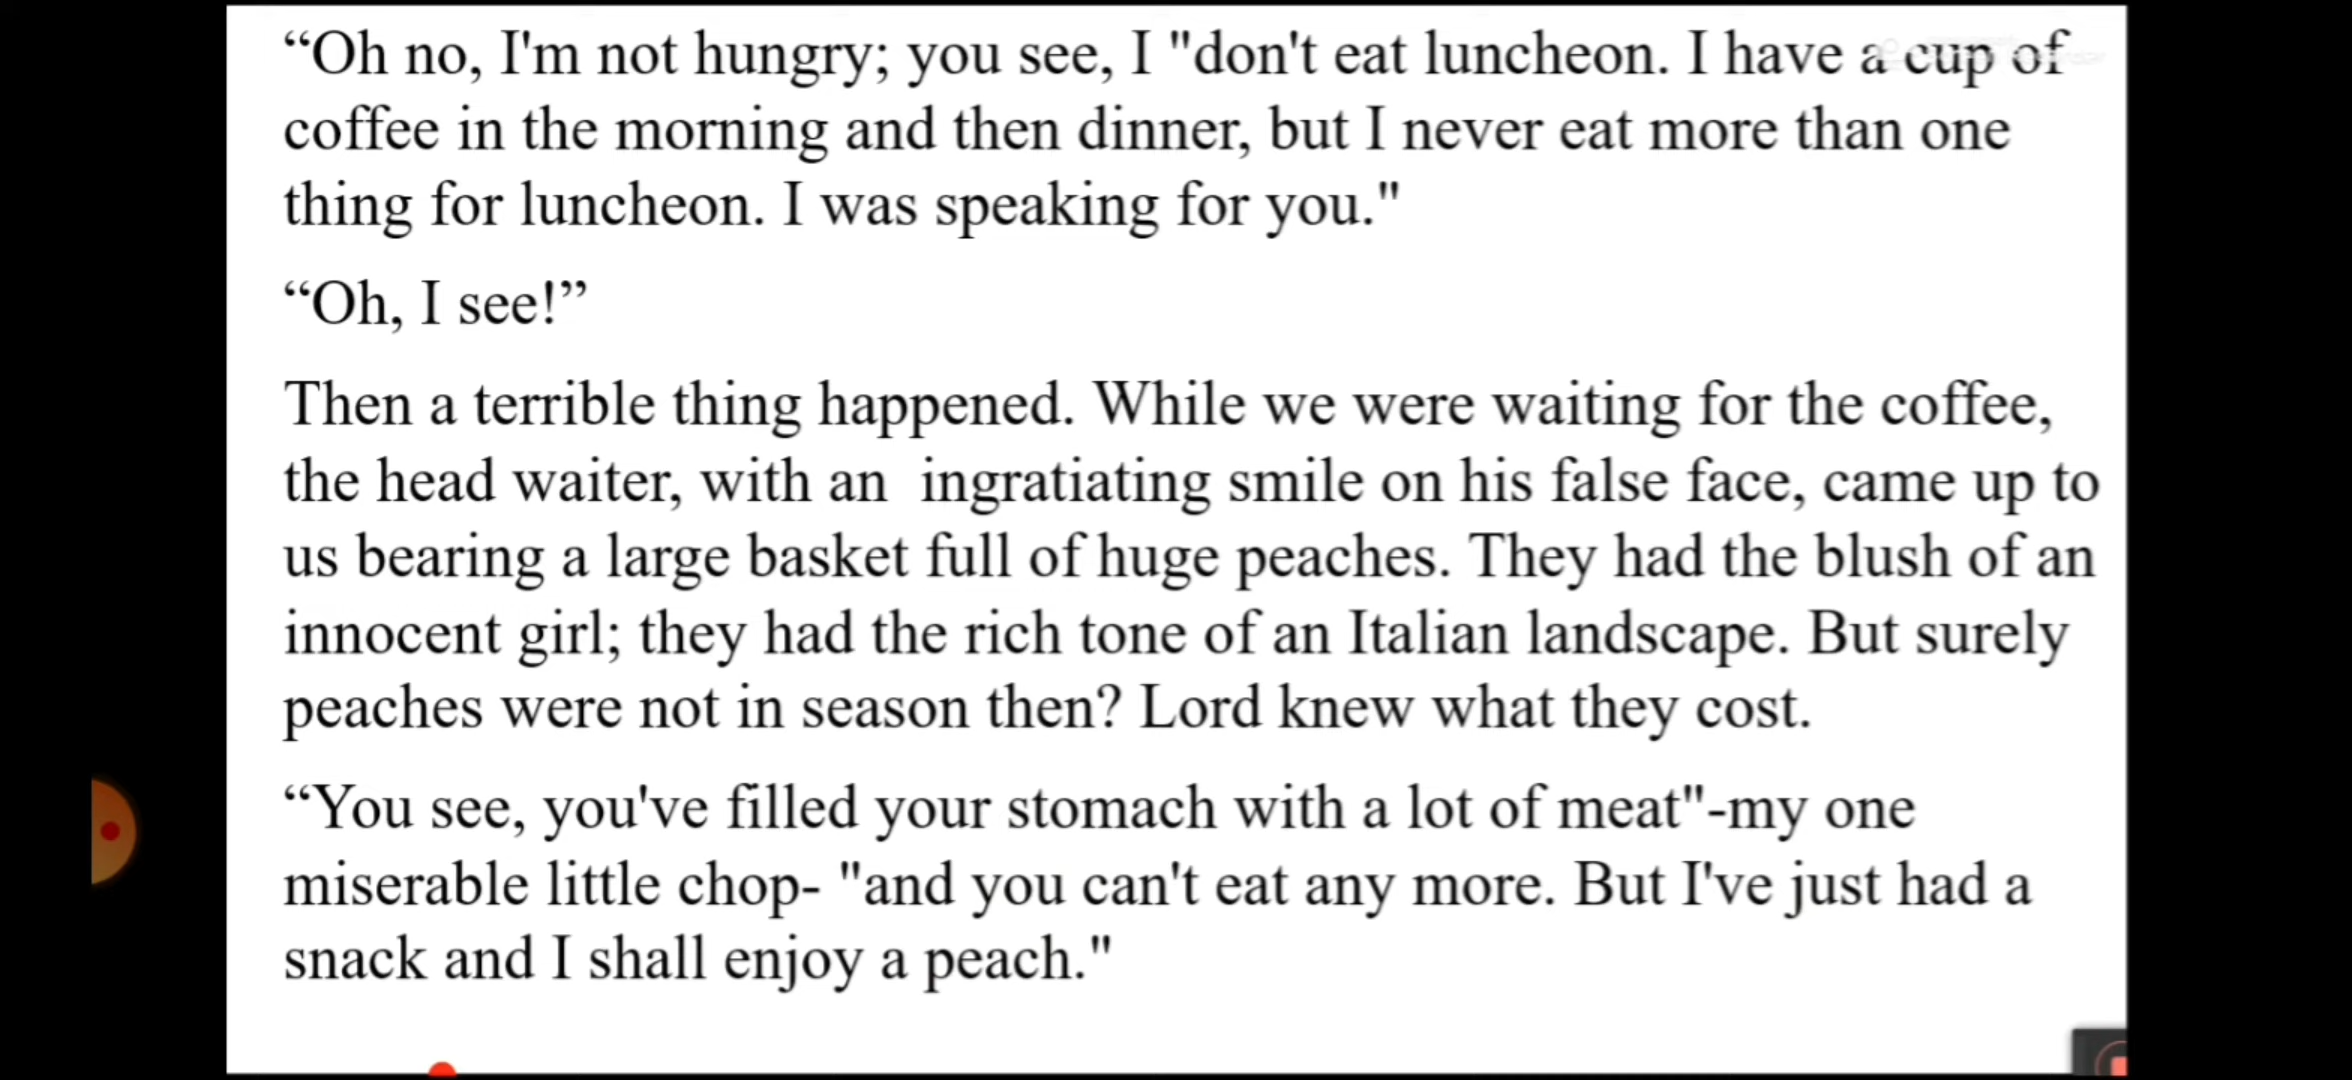 “Oh no, I'm not hungry; you see, I "don't eat luncheon. I have a cup of
coffee in the morning and then dinner, but I never eat more than one
thing for luncheon. I was speaking for you."
“Oh, I see!”
Then a terrible thing happened. While we were waiting for the coffee,
the head waiter, with an  ingratiating smile on his false face, came up to
us bearing a large basket full of huge peaches. They had the blush of an
innocent girl; they had the rich tone of an Italian landscape. But surely
peaches were not in season then? Lord knew what they cost.
“You see, you've filled your stomach with a lot of meat"-my one
miserable little chop- "and you can't eat any more. But I've just had a
snack and I shall enjoy a peach."